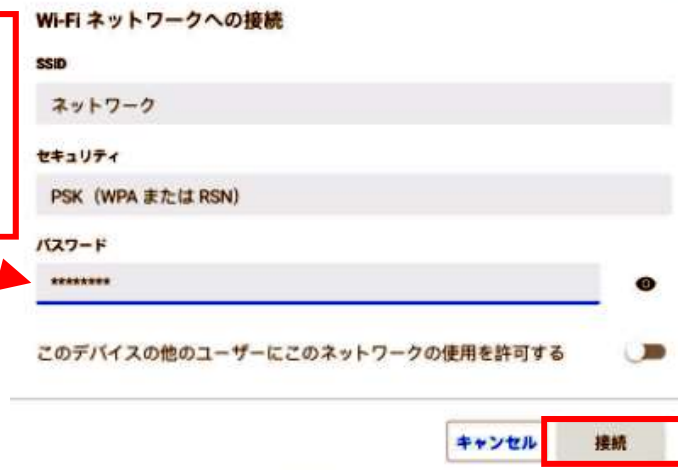 Wi-Fi ネットワークへの接続
SSID
ネットワーク
セキュリティ
PSK（WPA または RSN）
パスワード
********
このデバイスの他のユーザーにこのネットワークの使用を許可する
キャンセル
接続